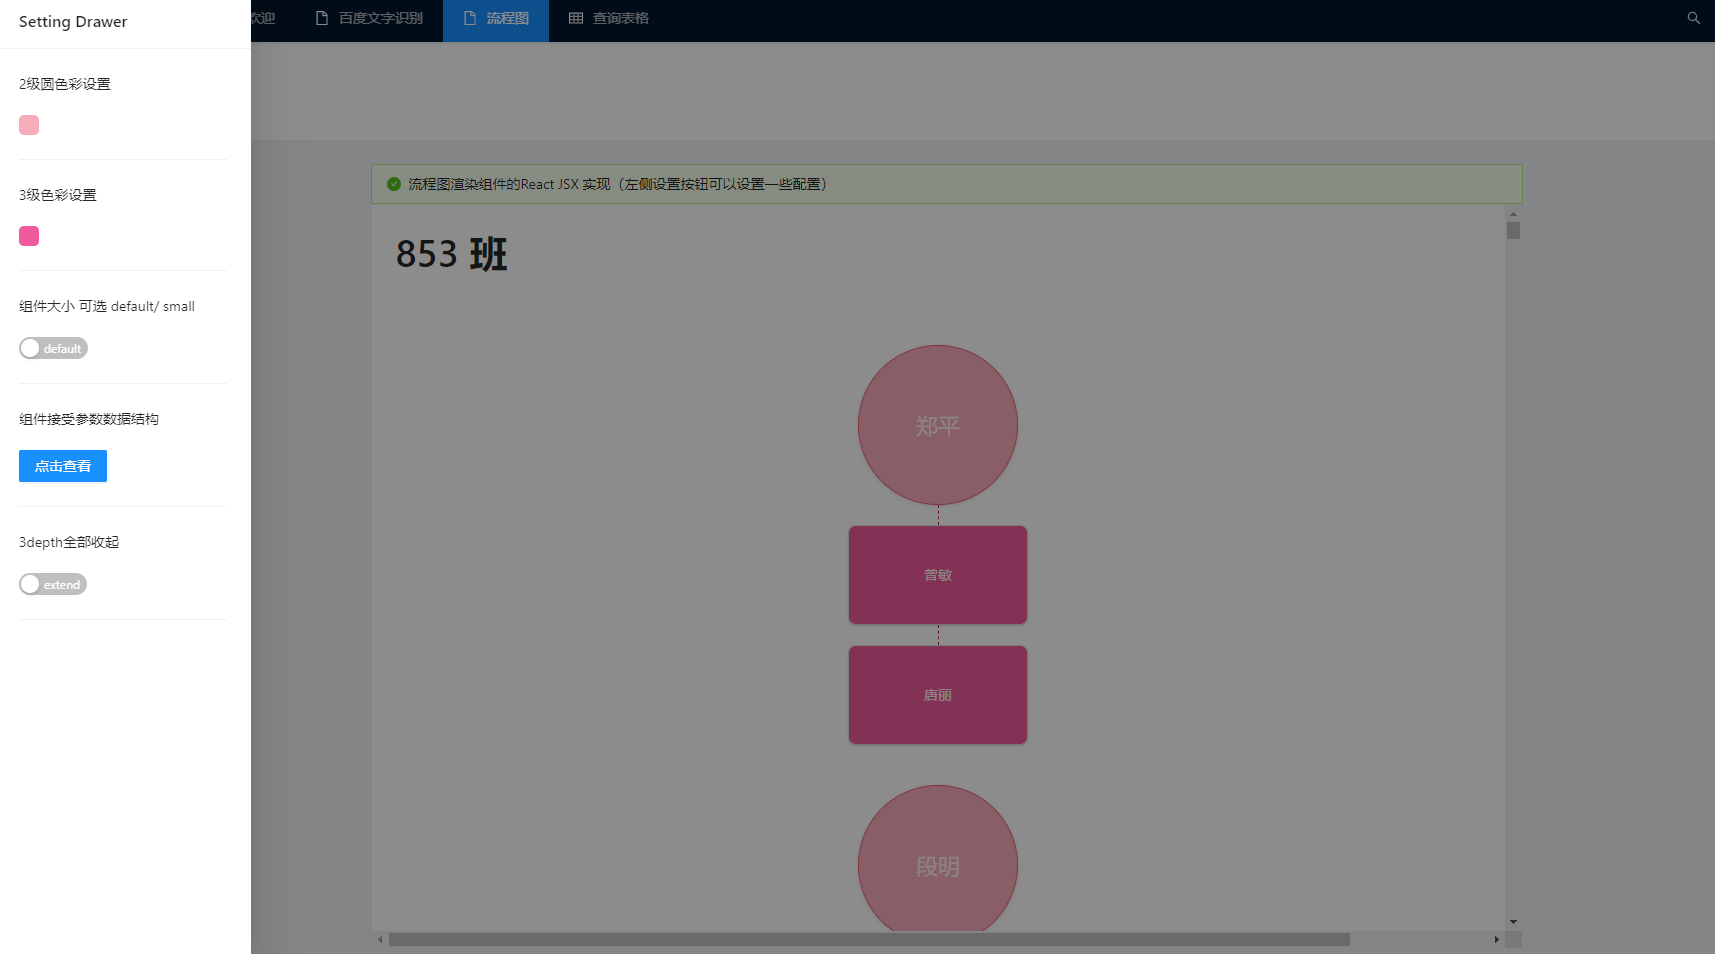 Setting Drawer
欢迎
百度文字识别
流程图
查询表格
2级圆色彩设置
3级色彩设置
组件大小 可选 default/ small
default
组件接受参数数据结构
点击查看
3depth全部收起
extend
流程图渲染组件的React JSX 实现（左侧设置按钮可以设置一些配置）
853 班
郑平
曾敏
唐丽
段明